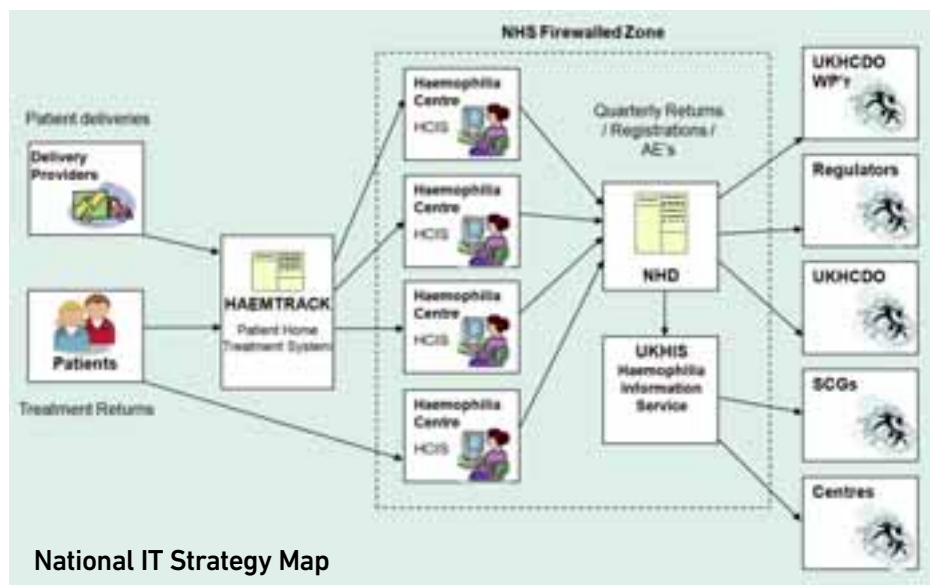 NHS Firewalled Zone
Patient deliveries
Delivery
Providers
Patients
Treatment Returns
HAEMTRACK
Patient Home
Treatment System
Haemophilia
Centre
HCIS
Haemophilia
Centre
HCIS
Haemophilia
Centre
HCIS
Haemophilia
Centre
HCIS
Quarterly Returns
/ Registrations /
AE's
NHD
UKHIS
Haemophilia
Information
Service
UKHCDO
WP's
Regulators
UKHCDO
SCGs
Centres
National IT Strategy Map